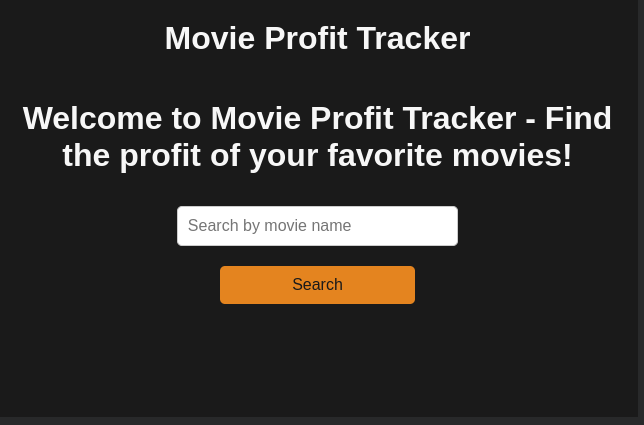 Movie Profit Tracker
Welcome to Movie Profit Tracker - Find
the profit of your favorite movies!
Search by movie name
Search